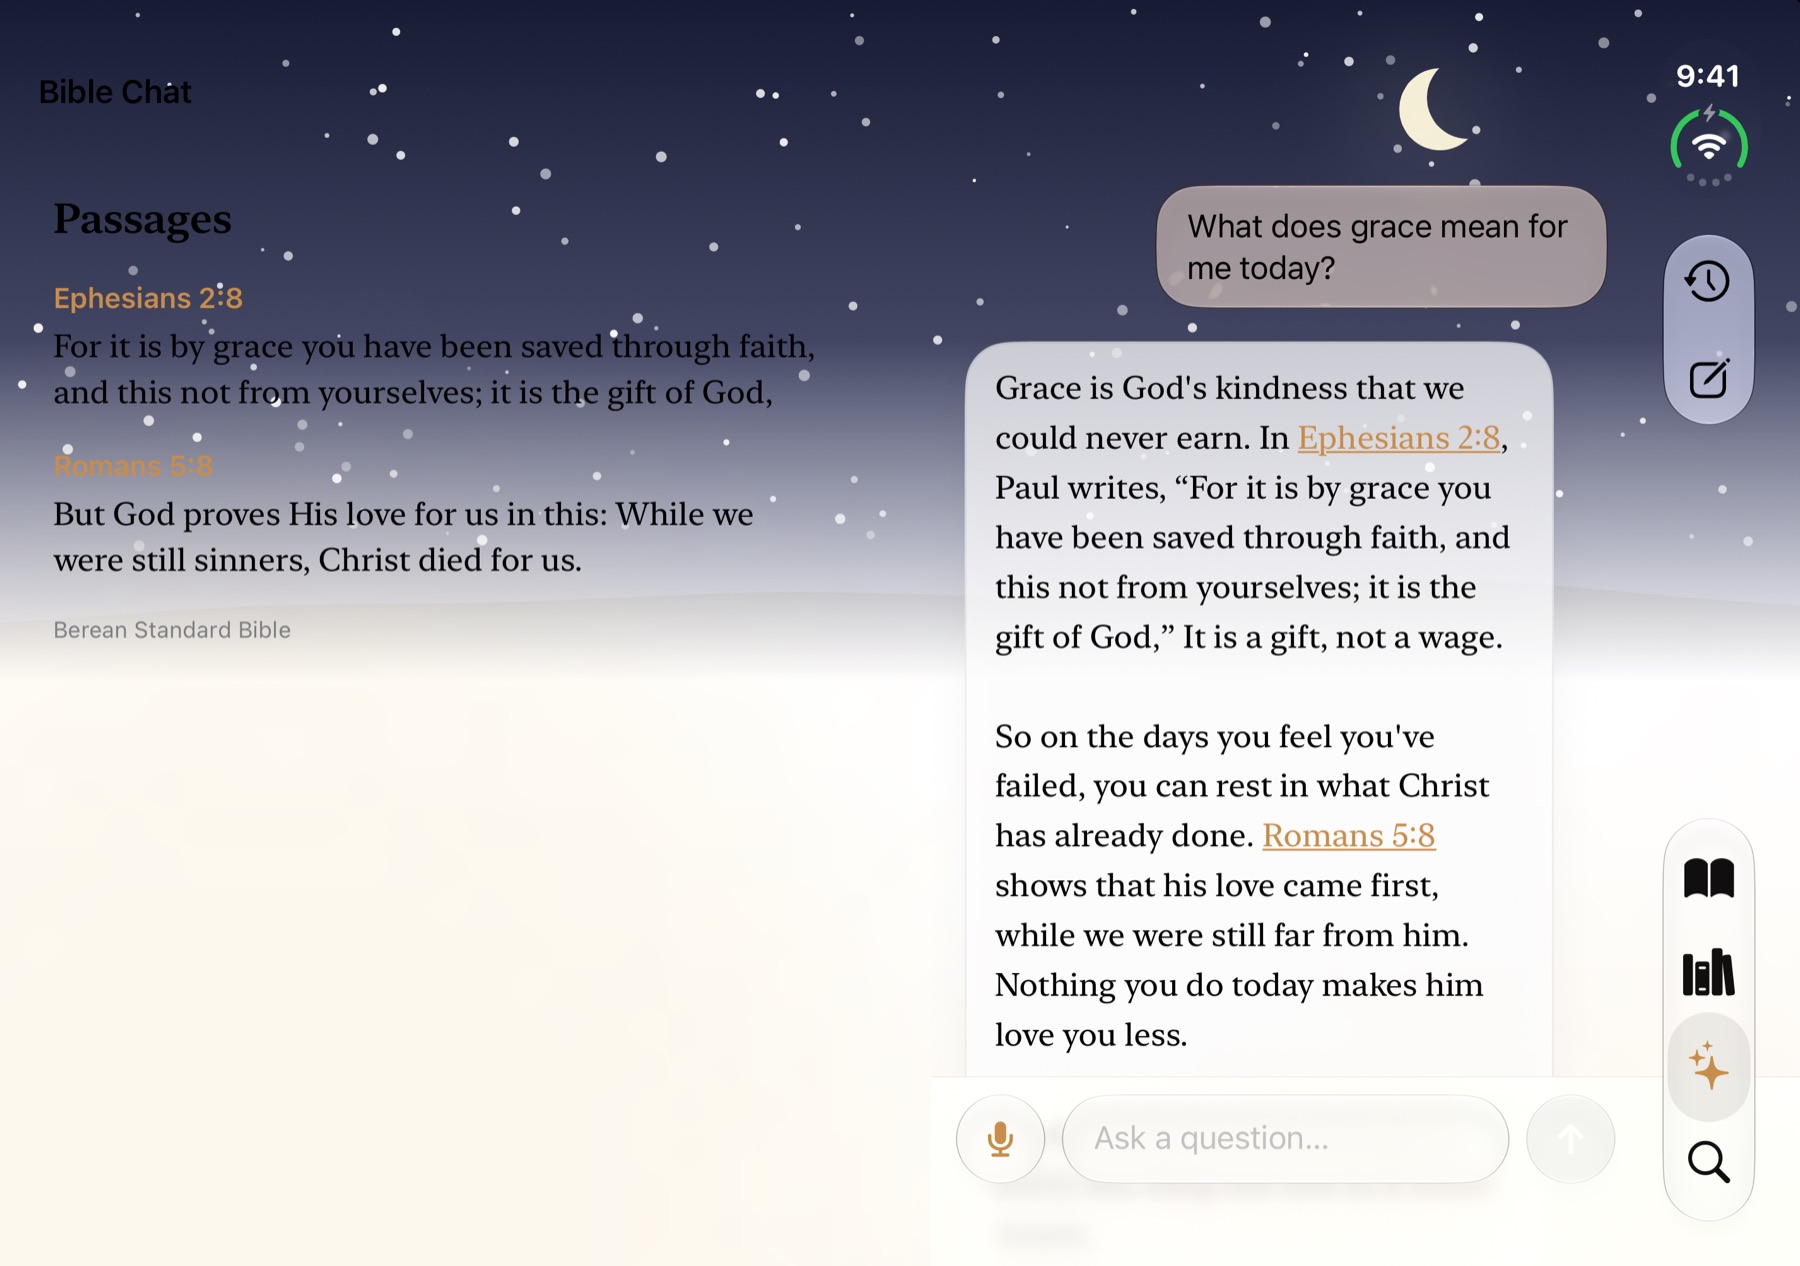 Bible Chat
Passages
Ephesians 2:8
For it is by grace you have been saved through faith,
and this not from yourselves; it is the gift of God,
Romans 5:8
But God proves His love for us in this: While we
were still sinners, Christ died for us.
Berean Standard Bible
9:41
What does grace mean for
me today?
Grace is God's kindness that we
could never earn. In Ephesians 2:8,
Paul writes, “For it is by grace you
have been saved through faith, and
this not from yourselves; it is the
gift of God,” It is a gift, not a wage.
So on the days you feel you've
failed, you can rest in what Christ
has already done. Romans 5:8
shows that his love came first,
while we were still far from him.
Nothing you do today makes him
love you less.
Ask a question...